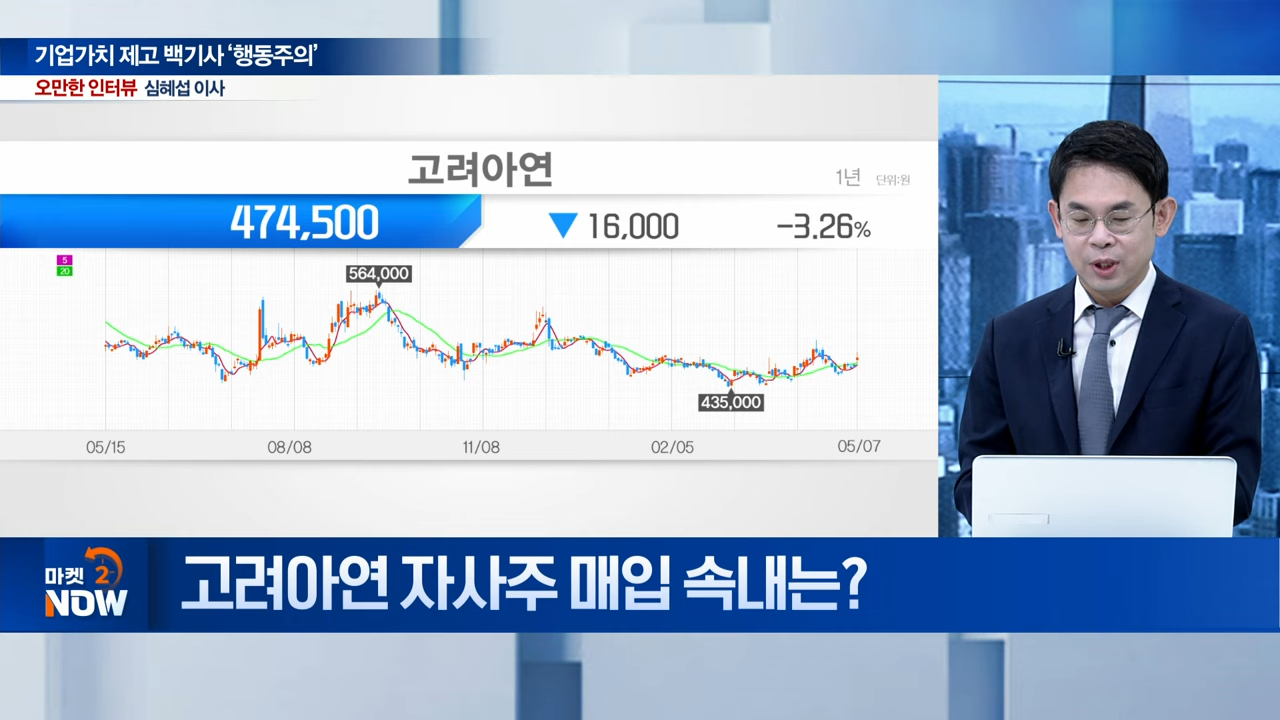 기업가치 제고 백기사 ‘행동주의’
오만한 인터뷰 심혜섭 이사
고려아연
1년 단위:원
474,500 ▼ 16,000 -3.26%
5
20
564,000
435,000
05/15 08/08 11/08 02/05 05/07
마켓 2
NOW
고려아연 자사주 매입 속내는?